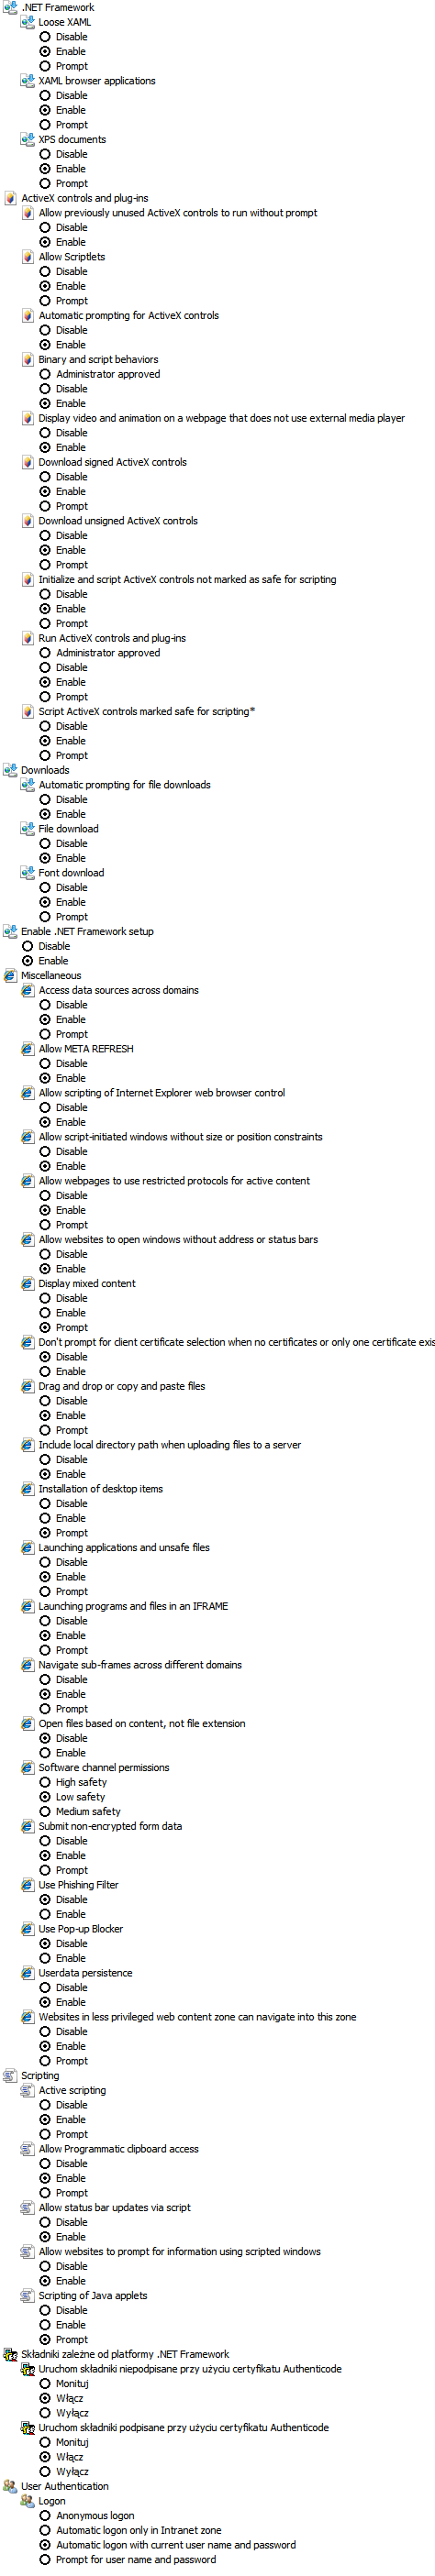 .NET Framework
Loose XAML
Disable
Enable
Prompt
XAML browser applications
Disable
Enable
Prompt
XPS documents
Disable
Enable
Prompt
ActiveX controls and plug-ins
Allow previously unused ActiveX controls to run without prompt
Disable
Enable
Allow Scriptlets
Disable
Enable
Prompt
Automatic prompting for ActiveX controls
Disable
Enable
Binary and script behaviors
Administrator approved
Disable
Enable
Display video and animation on a webpage that does not use external media player
Disable
Enable
Download signed ActiveX controls
Disable
Enable
Prompt
Download unsigned ActiveX controls
Disable
Enable
Prompt
Initialize and script ActiveX controls not marked as safe for scripting
Disable
Enable
Prompt
Run ActiveX controls and plug-ins
Administrator approved
Disable
Enable
Prompt
Script ActiveX controls marked safe for scripting*
Disable
Enable
Prompt
Downloads
Automatic prompting for file downloads
Disable
Enable
File download
Disable
Enable
Font download
Disable
Enable
Prompt
Enable .NET Framework setup
Disable
Enable
Miscellaneous
Access data sources across domains
Disable
Enable
Prompt
Allow META REFRESH
Disable
Enable
Allow scripting of Internet Explorer web browser control
Disable
Enable
Allow script-initiated windows without size or position constraints
Disable
Enable
Allow webpages to use restricted protocols for active content
Disable
Enable
Prompt
Allow websites to open windows without address or status bars
Disable
Enable
Display mixed content
Disable
Enable
Prompt
Don't prompt for client certificate selection when no certificates or only one certificate exis
Disable
Enable
Drag and drop or copy and paste files
Disable
Enable
Prompt
Include local directory path when uploading files to a server
Disable
Enable
Installation of desktop items
Disable
Enable
Prompt
Launching applications and unsafe files
Disable
Enable
Prompt
Launching programs and files in an IFRAME
Disable
Enable
Prompt
Navigate sub-frames across different domains
Disable
Enable
Prompt
Open files based on content, not file extension
Disable
Enable
Software channel permissions
High safety
Low safety
Medium safety
Submit non-encrypted form data
Disable
Enable
Prompt
Use Phishing Filter
Disable
Enable
Use Pop-up Blocker
Disable
Enable
Userdata persistence
Disable
Enable
Websites in less privileged web content zone can navigate into this zone
Disable
Enable
Prompt
Scripting
Active scripting
Disable
Enable
Prompt
Allow Programmatic clipboard access
Disable
Enable
Prompt
Allow status bar updates via script
Disable
Enable
Allow websites to prompt for information using scripted windows
Disable
Enable
Scripting of Java applets
Disable
Enable
Prompt
Składniki zależne od platformy .NET Framework
Uruchom składniki niepodpisane przy użyciu certyfikatu Authenticode
Monituj
Włącz
Wyłącz
Uruchom składniki podpisane przy użyciu certyfikatu Authenticode
Monituj
Włącz
Wyłącz
User Authentication
Logon
Anonymous logon
Automatic logon only in Intranet zone
Automatic logon with current user name and password
Prompt for user name and password